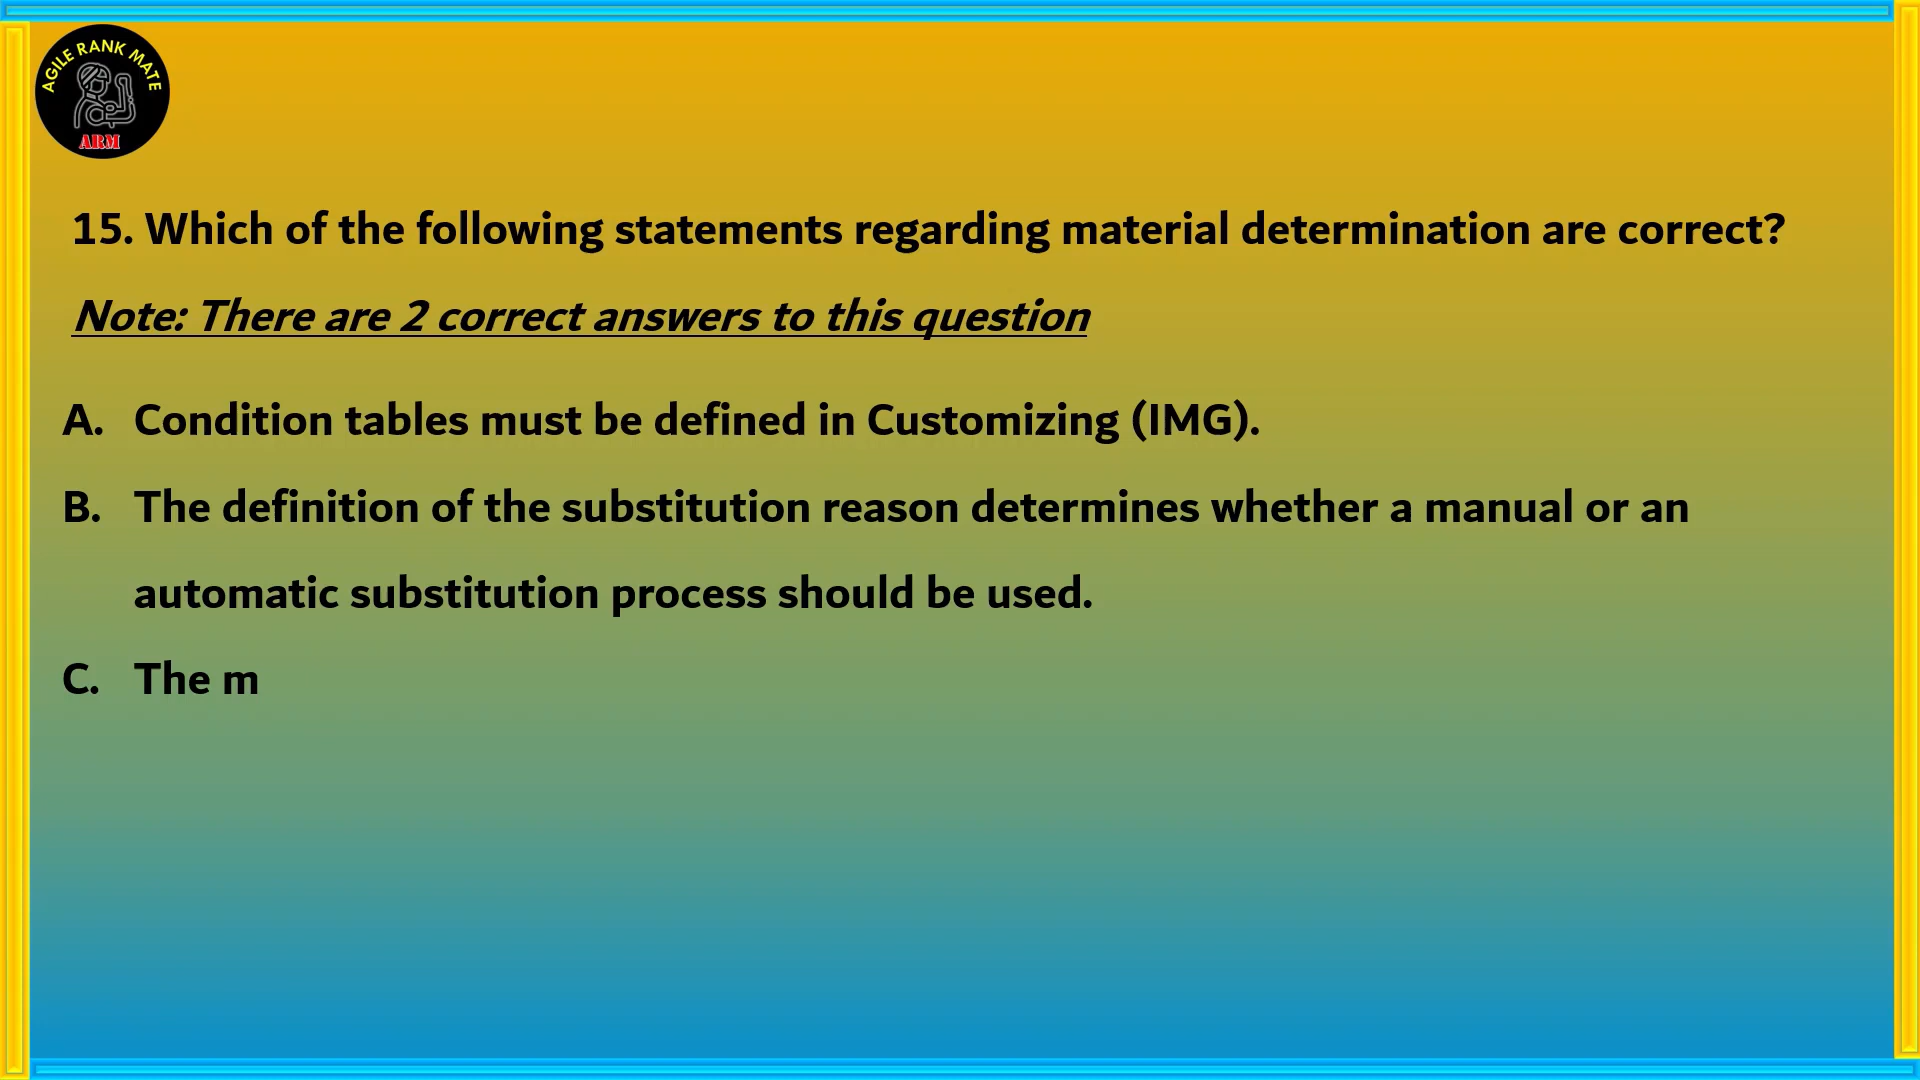 AGILE RANK MATE
ARM
15. Which of the following statements regarding material determination are correct?
Note: There are 2 correct answers to this question
A. Condition tables must be defined in Customizing (IMG).
B. The definition of the substitution reason determines whether a manual or an
automatic substitution process should be used.
C. The m